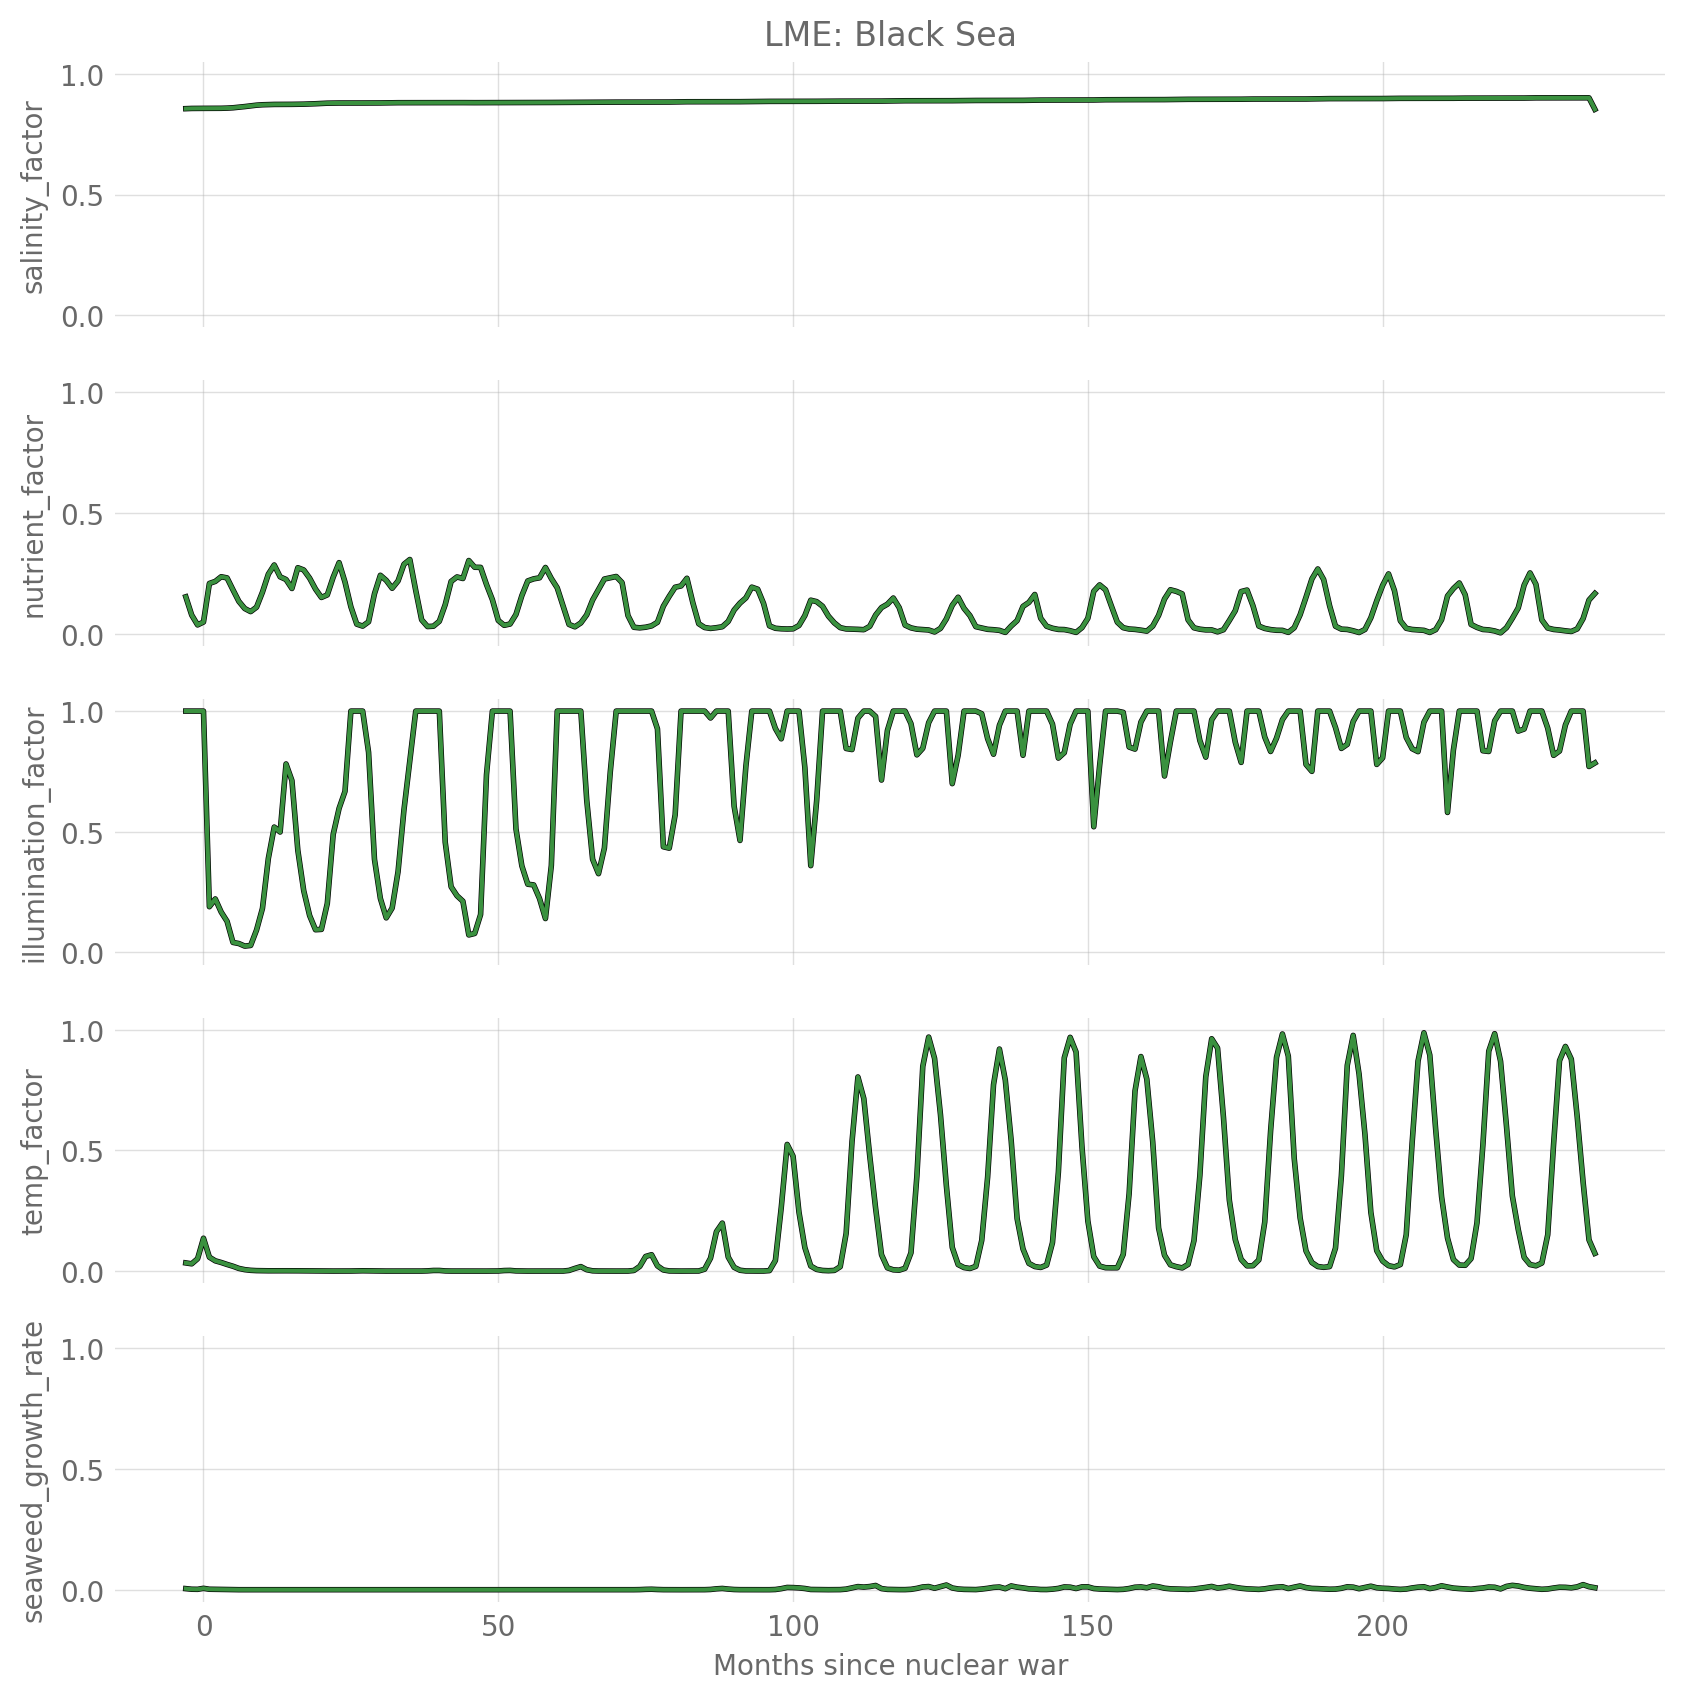 LME: Black Sea
1.0
0.5
0.0
salinity_factor
1.0
0.5
0.0
nutrient_factor
1.0
0.5
0.0
illumination_factor
1.0
0.5
0.0
temp_factor
1.0
0.5
0.0
seaweed_growth_rate
0 50 100 150 200
Months since nuclear war